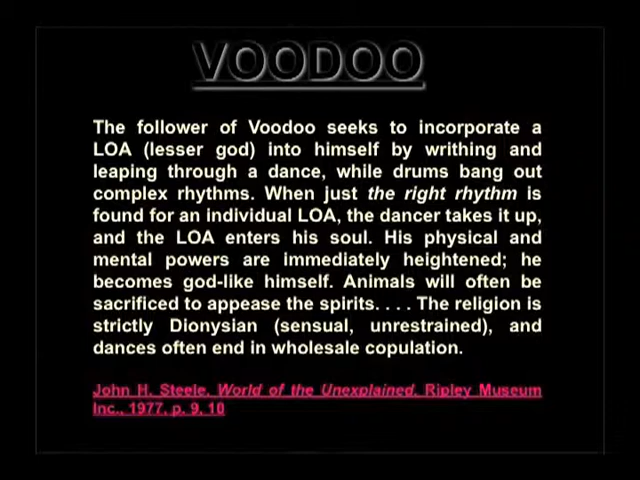 VOODOO
The follower of Voodoo seeks to incorporate a
LOA (lesser god) into himself by writhing and
leaping through a dance, while drums bang out
complex rhythms. When just the right rhythm is
found for an individual LOA, the dancer takes it up,
and the LOA enters his soul. His physical and
mental powers are immediately heightened; he
becomes god-like himself. Animals will often be
sacrificed to appease the spirits. . . . The religion is
strictly Dionysian (sensual, unrestrained), and
dances often end in wholesale copulation.
John H. Steele, World of the Unexplained, Ripley Museum
Inc., 1977, p. 9, 10